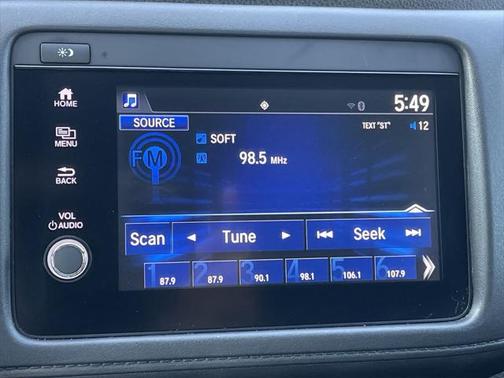 5:49
HOME
SOURCE
TEXT "ST" 12
MENU
FM
SOFT
98.5 MHz
BACK
VOL
AUDIO
Scan Tune Seek
1 2 3 4 5 6
87.9 87.9 90.1 98.1 106.1 107.9